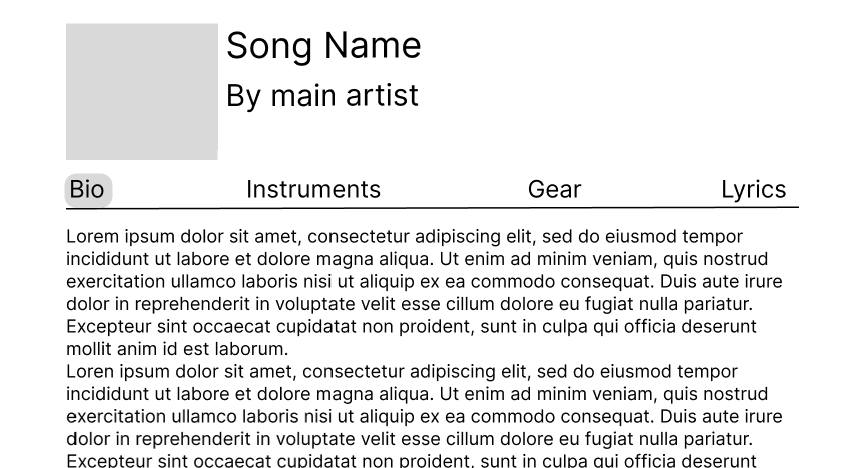 Song Name
By main artist
Bio Instruments Gear Lyrics
Lorem ipsum dolor sit amet, consectetur adipiscing elit, sed do eiusmod tempor
incididunt ut labore et dolore magna aliqua. Ut enim ad minim veniam, quis nostrud
exercitation ullamco laboris nisi ut aliquip ex ea commodo consequat. Duis aute irure
dolor in reprehenderit in voluptate velit esse cillum dolore eu fugiat nulla pariatur.
Excepteur sint occaecat cupidatat non proident, sunt in culpa qui officia deserunt
mollit anim id est laborum.
Loren ipsum dolor sit amet, consectetur adipiscing elit, sed do eiusmod tempor
incididunt ut labore et dolore magna aliqua. Ut enim ad minim veniam, quis nostrud
exercitation ullamco laboris nisi ut aliquip ex ea commodo consequat. Duis aute irure
dolor in reprehenderit in voluptate velit esse cillum dolore eu fugiat nulla pariatur.
Excepteur sint occaecat cupidatat non proident, sunt in culpa qui officia deserunt